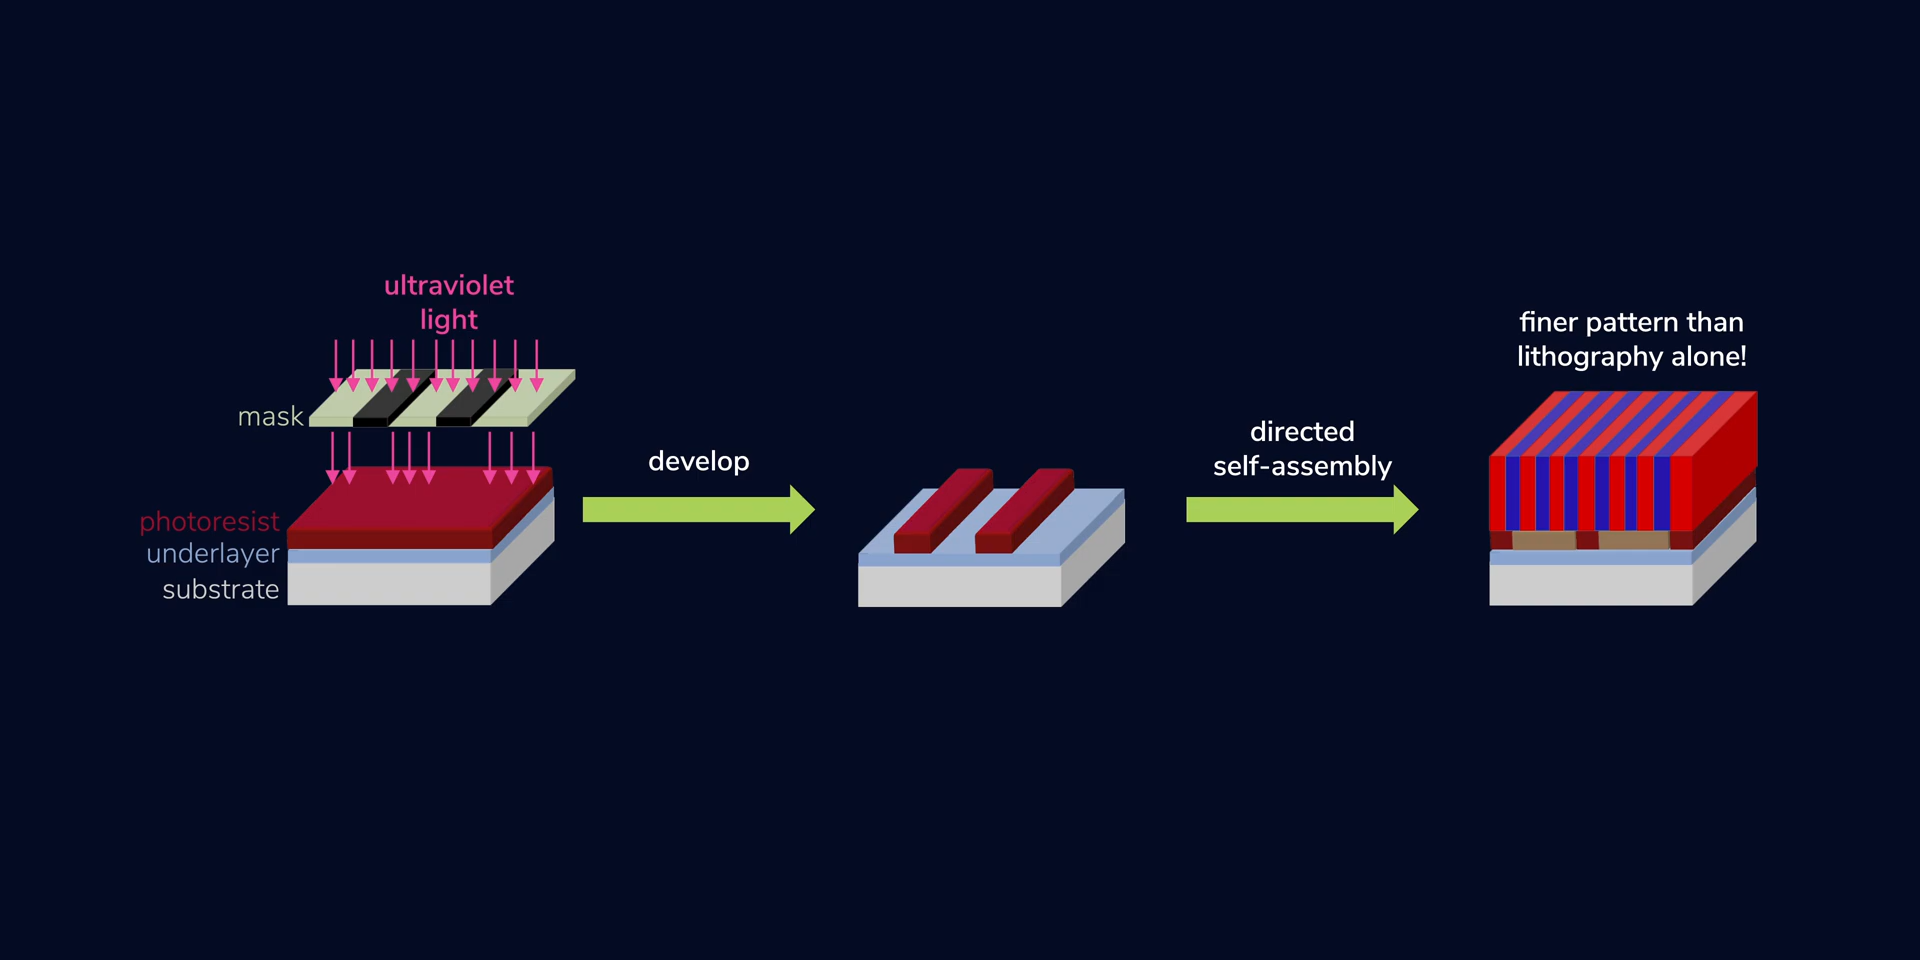 ultraviolet
light
mask
photoresist
underlayer
substrate
develop
directed
self-assembly
finer pattern than
lithography alone!